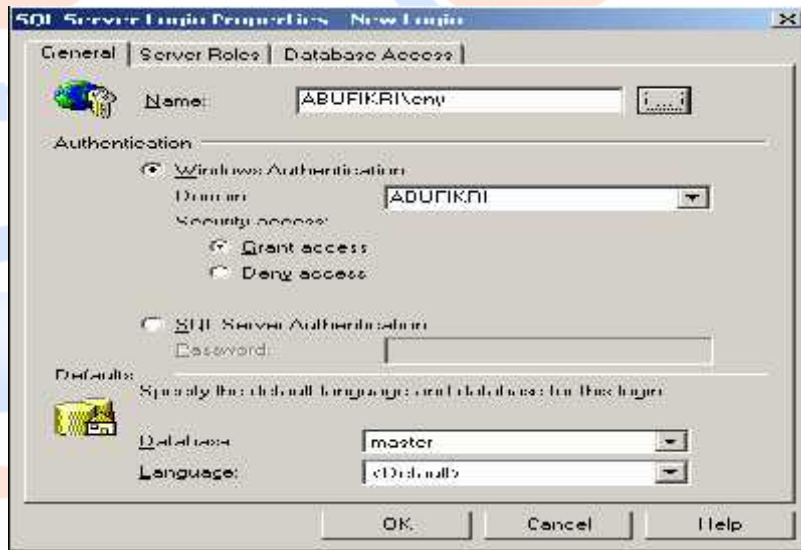 SQL Server Login Properties - New Login
General Server Roles Database Access
Name: ABUFIKRI\eny
Authentication
Windows Authentication
Domain: ABUFIKRI
Security access:
Grant access
Deny access
SQL Server Authentication
Password:
Defaults
Specify the default language and database for this login.
Database: master
Language: <Default>
OK Cancel Help